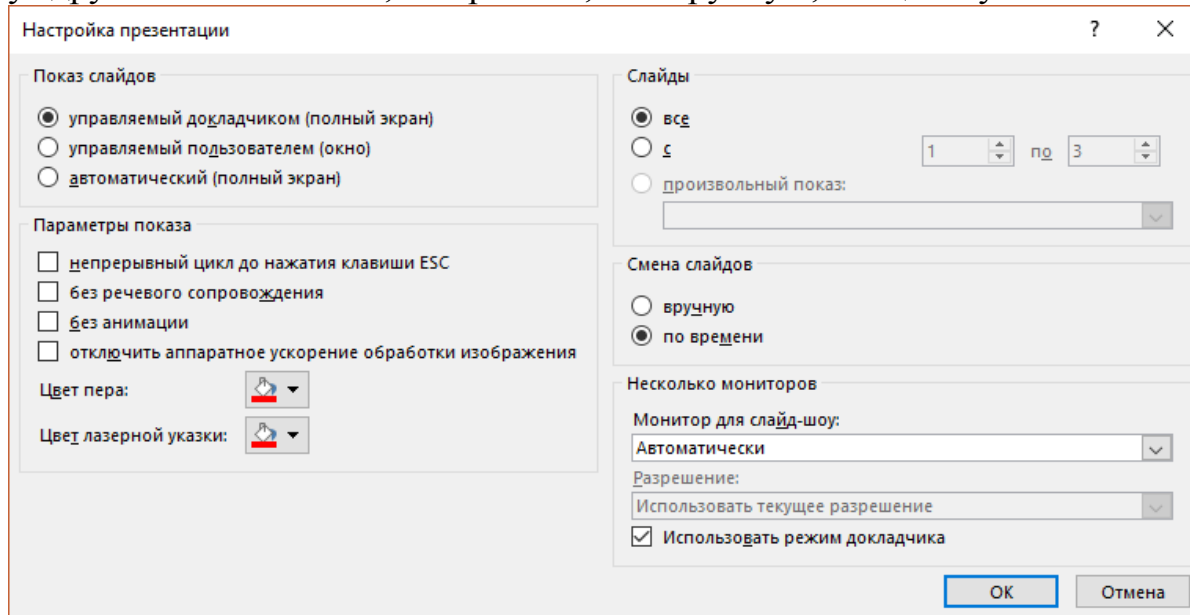 Настройка презентации ? ×
Показ слайдов
управляемый докладчиком (полный экран)
управляемый пользователем (окно)
автоматический (полный экран)
Параметры показа
непрерывный цикл до нажатия клавиши ESC
без речевого сопровождения
без анимации
отключить аппаратное ускорение обработки изображения
Цвет пера:
Цвет лазерной указки:
Слайды
все
с 1 по 3
произвольный показ:
Смена слайдов
вручную
по времени
Несколько мониторов
Монитор для слайд-шоу:
Автоматически
Разрешение:
Использовать текущее разрешение
Использовать режим докладчика
ОК Отмена